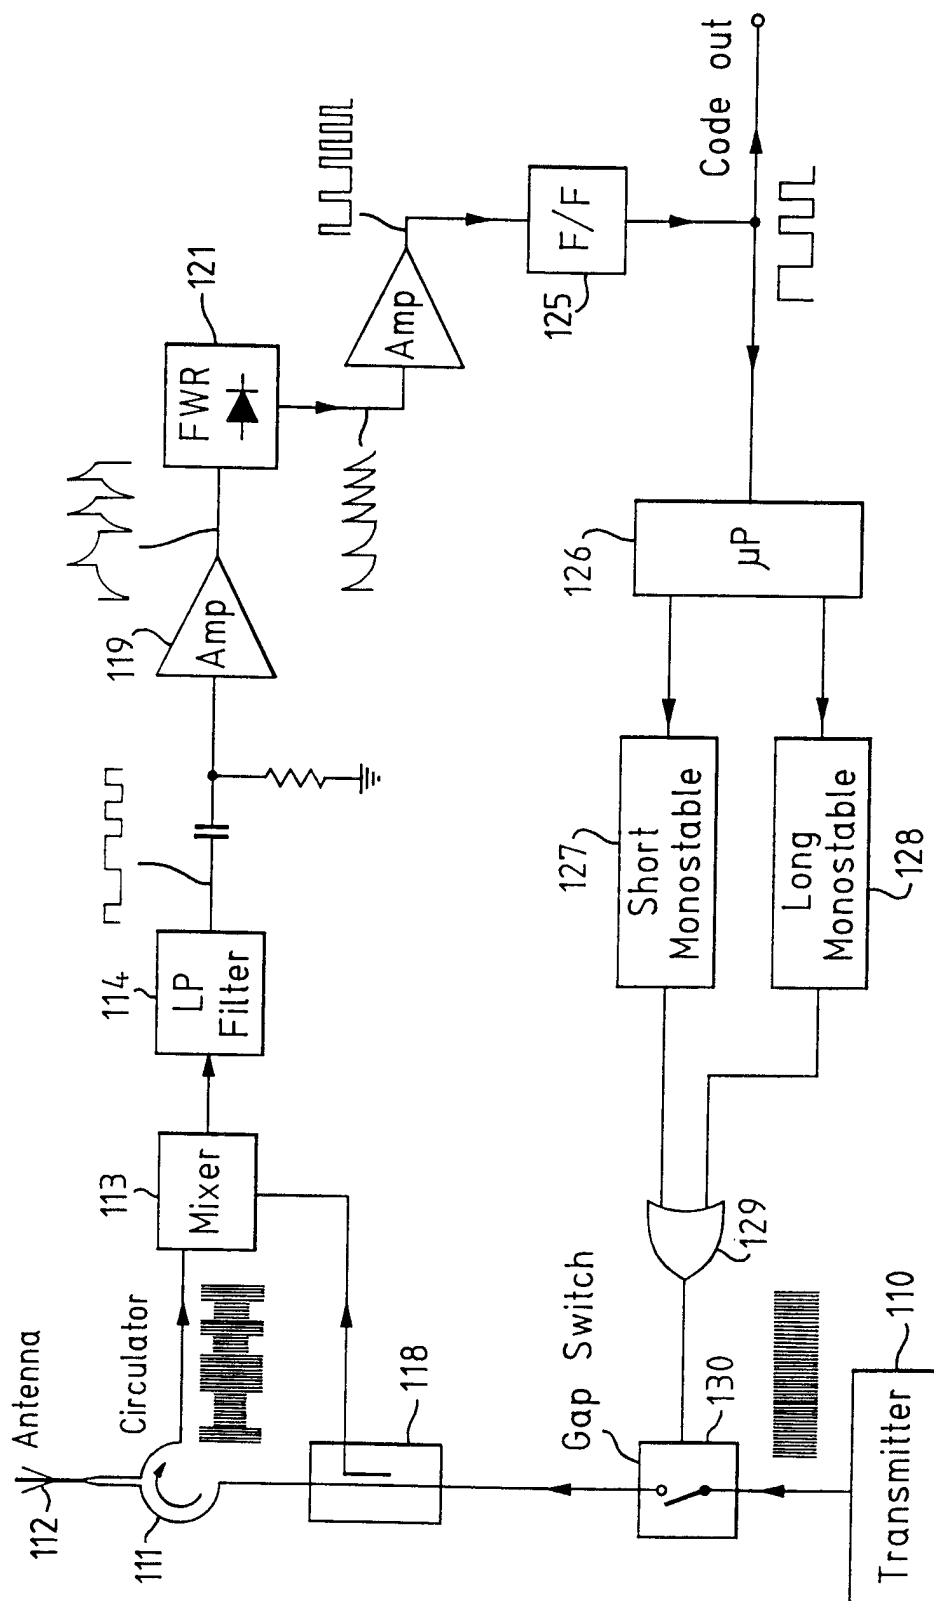 Antenna
112
111
Circulator
113
Mixer
114
LP
Filter
119
Amp
FWR
121
Amp
F/F
125
Code out
118
Gap Switch
130
129
127
Short
Monostable
126
µP
Long
Monostable
128
Transmitter
110